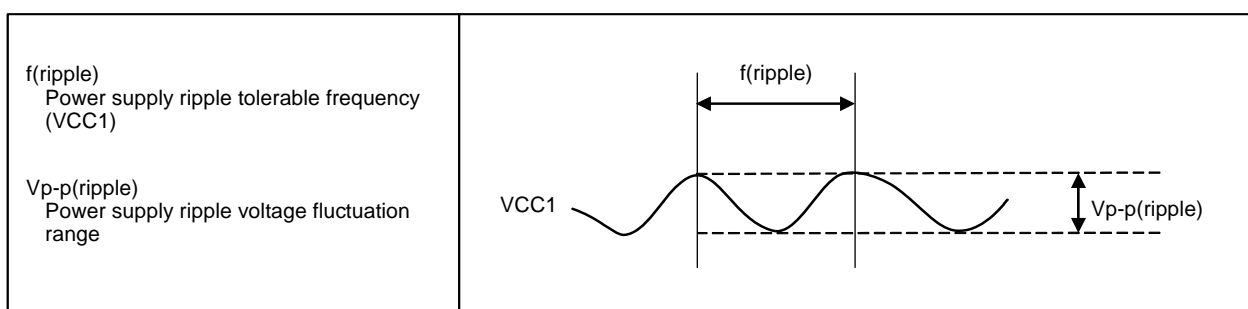 f(ripple)
Power supply ripple tolerable frequency
(VCC1)
Vp-p(ripple)
Power supply ripple voltage fluctuation
range
f(ripple)
VCC1
Vp-p(ripple)